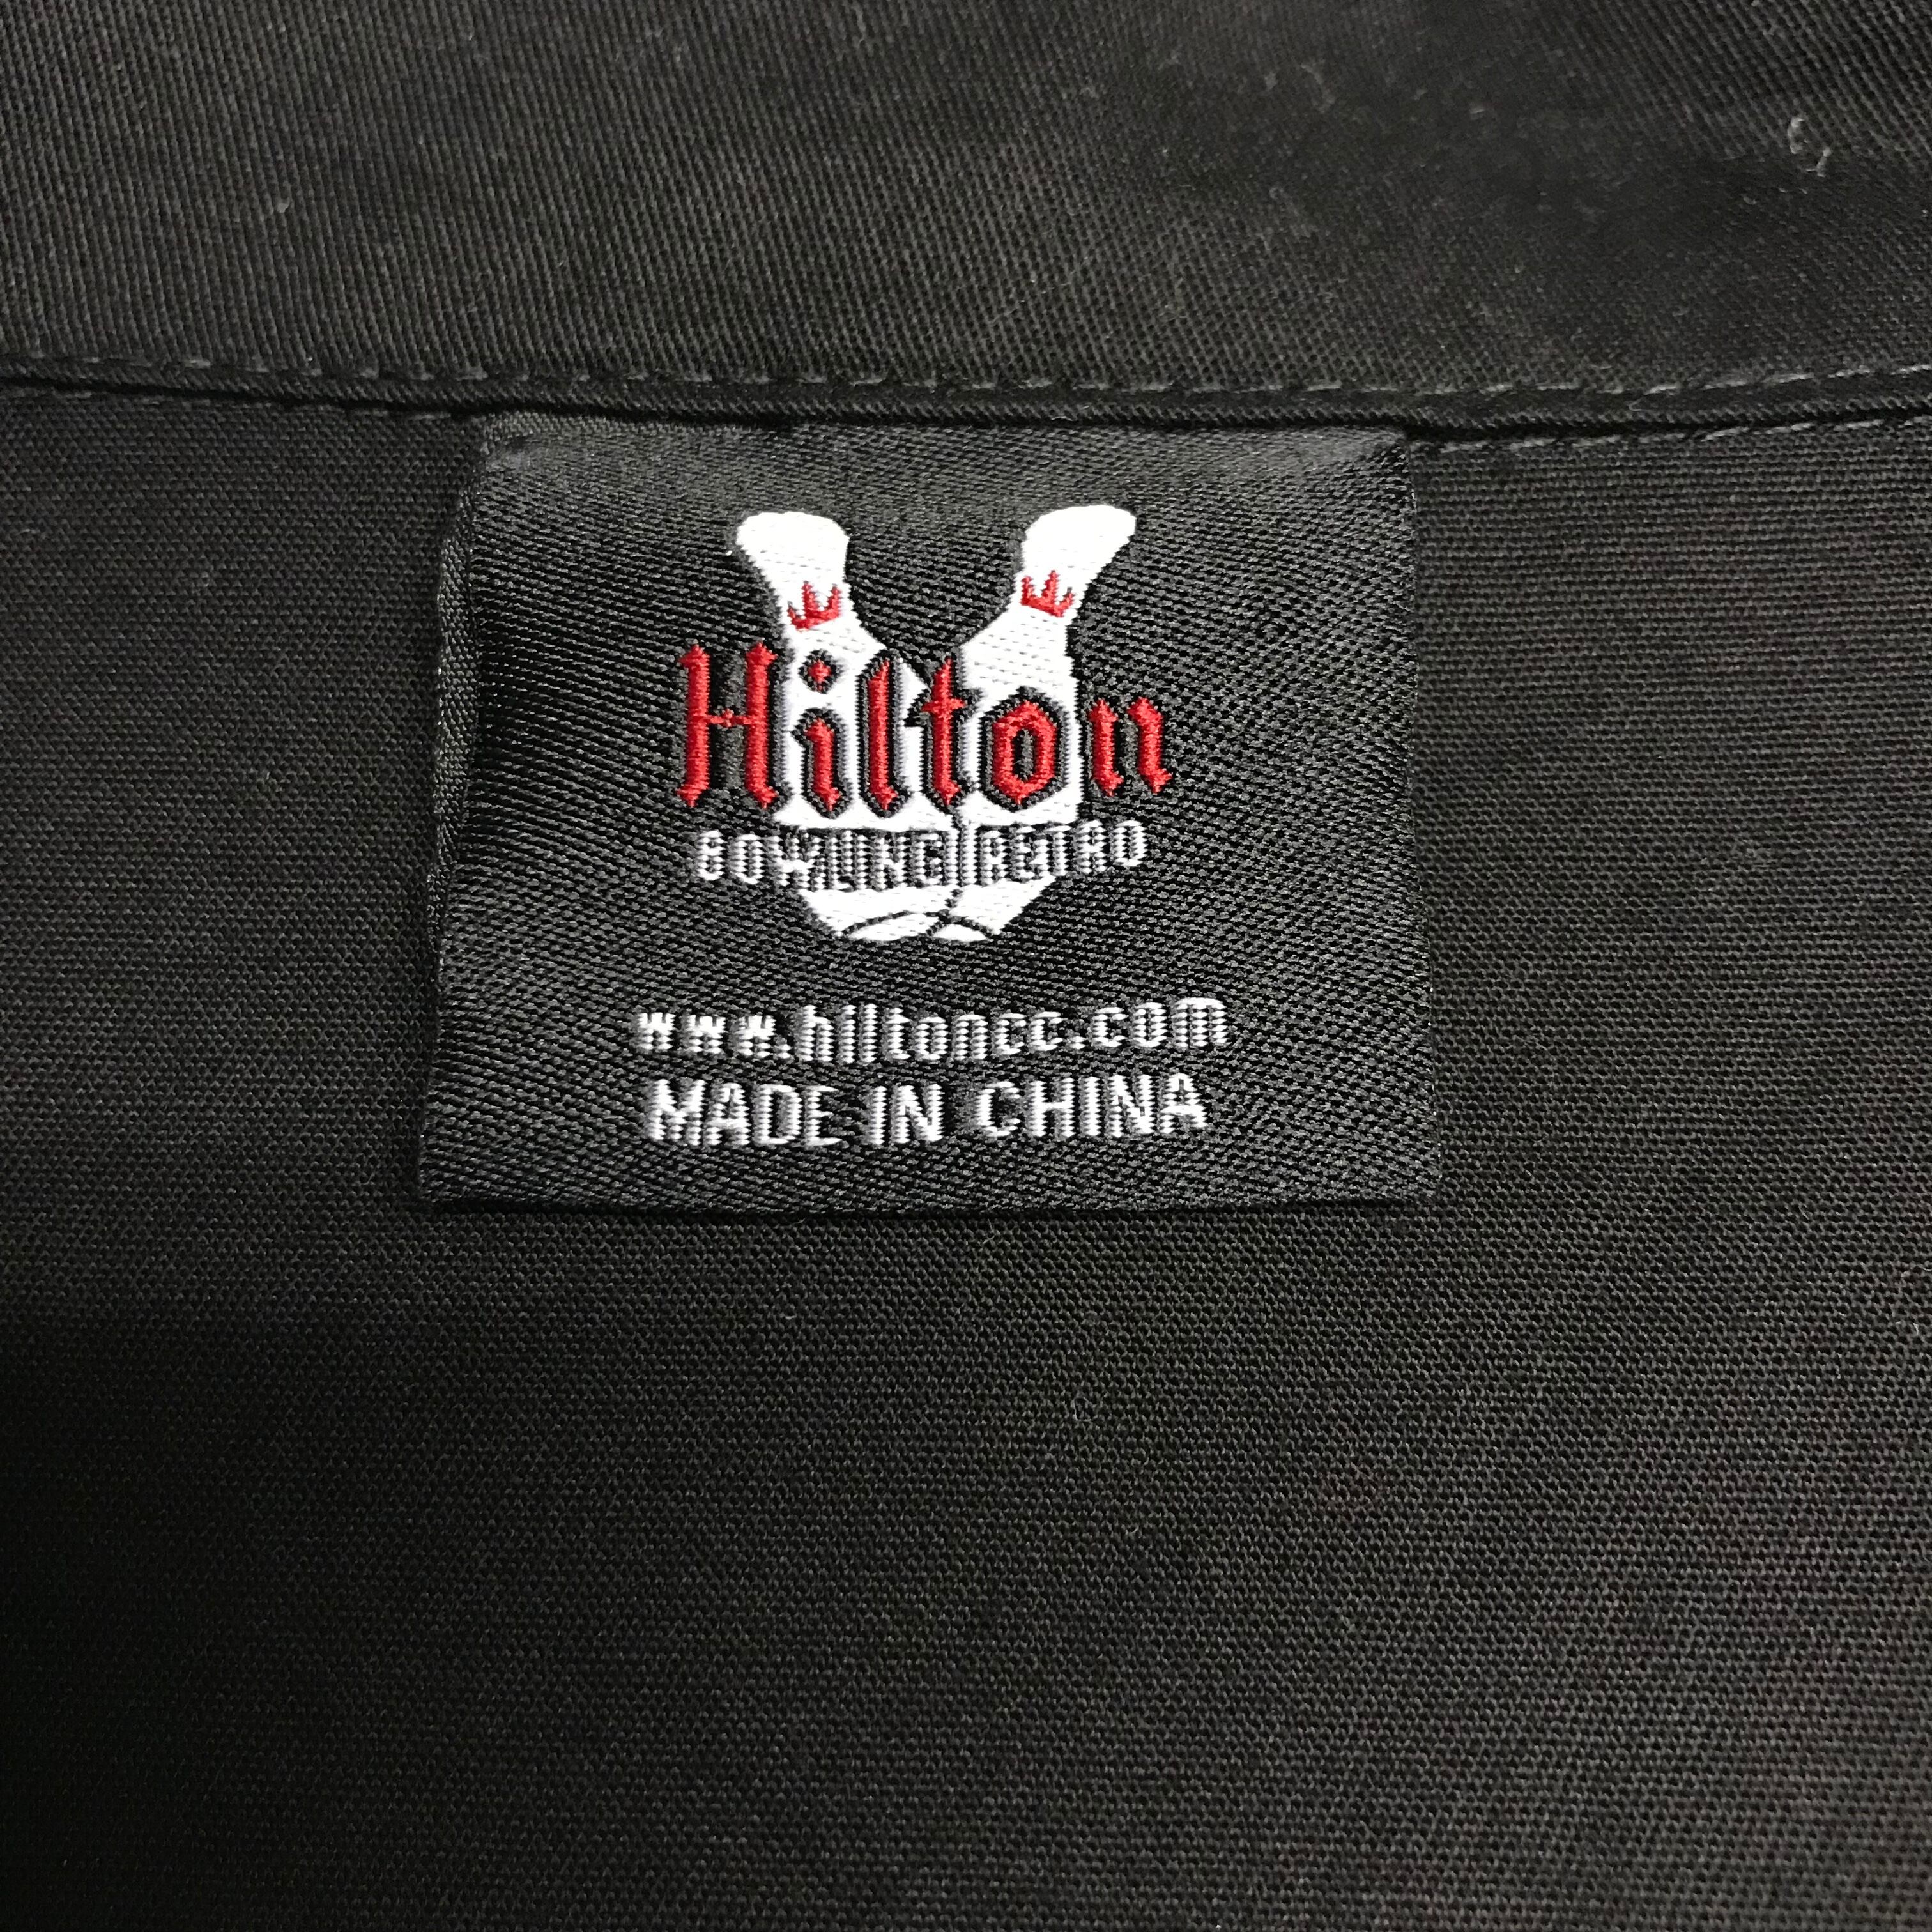 Hilton
BOWLING RETRO
www.hiltoncc.com
MADE IN CHINA